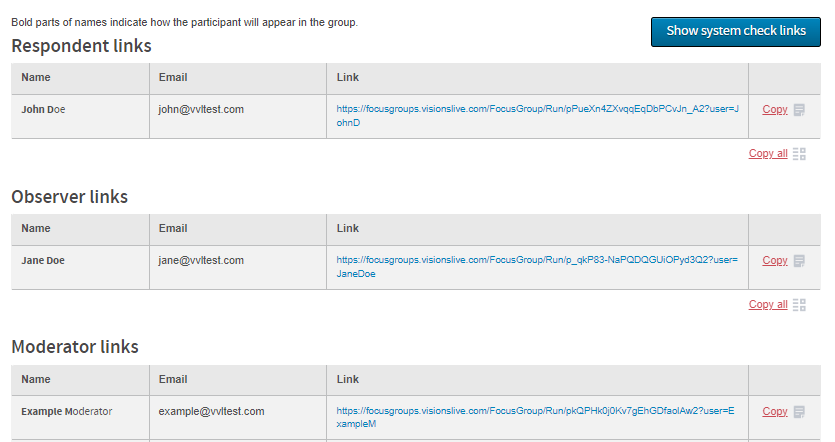 Bold parts of names indicate how the participant will appear in the group.
Show system check links
Respondent links
Name Email Link
John Doe john@vvltest.com https://focusgroups.visionslive.com/FocusGroup/Run/pPueXn4ZXvqqEqDbPCvJn_A2?user=J Copy
ohnD
Copy all
Observer links
Name Email Link
Jane Doe jane@vvltest.com https://focusgroups.visionslive.com/FocusGroup/Run/p_qkP83-NaPQDQGUiOPyd3Q2?user= Copy
JaneDoe
Copy all
Moderator links
Name Email Link
Example Moderator example@vvltest.com https://focusgroups.visionslive.com/FocusGroup/Run/pkQPHk0j0Kv7gEhGDfaolAw2?user=E Copy
xampleM